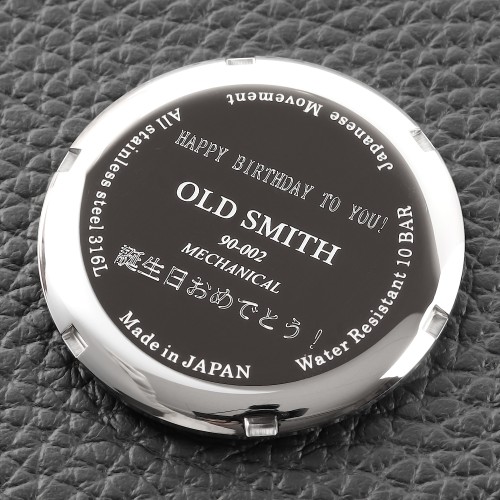 HAPPY BIRTHDAY TO YOU!
OLD SMITH
90-002
MECHANICAL
誕生日おめでとう!
All stainless steel 316L
Japanese Movement
Water Resistant 10 BAR
Made in JAPAN